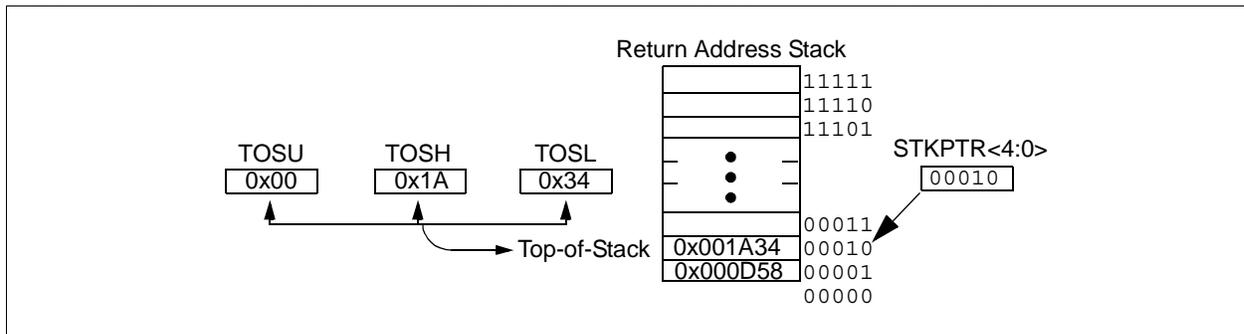 Return Address Stack
11111
11110
11101
TOSU TOSH TOSL
0x00 0x1A 0x34
STKPTR<4:0>
00010
00011
Top-of-Stack 0x001A34 00010
0x000D58 00001
00000